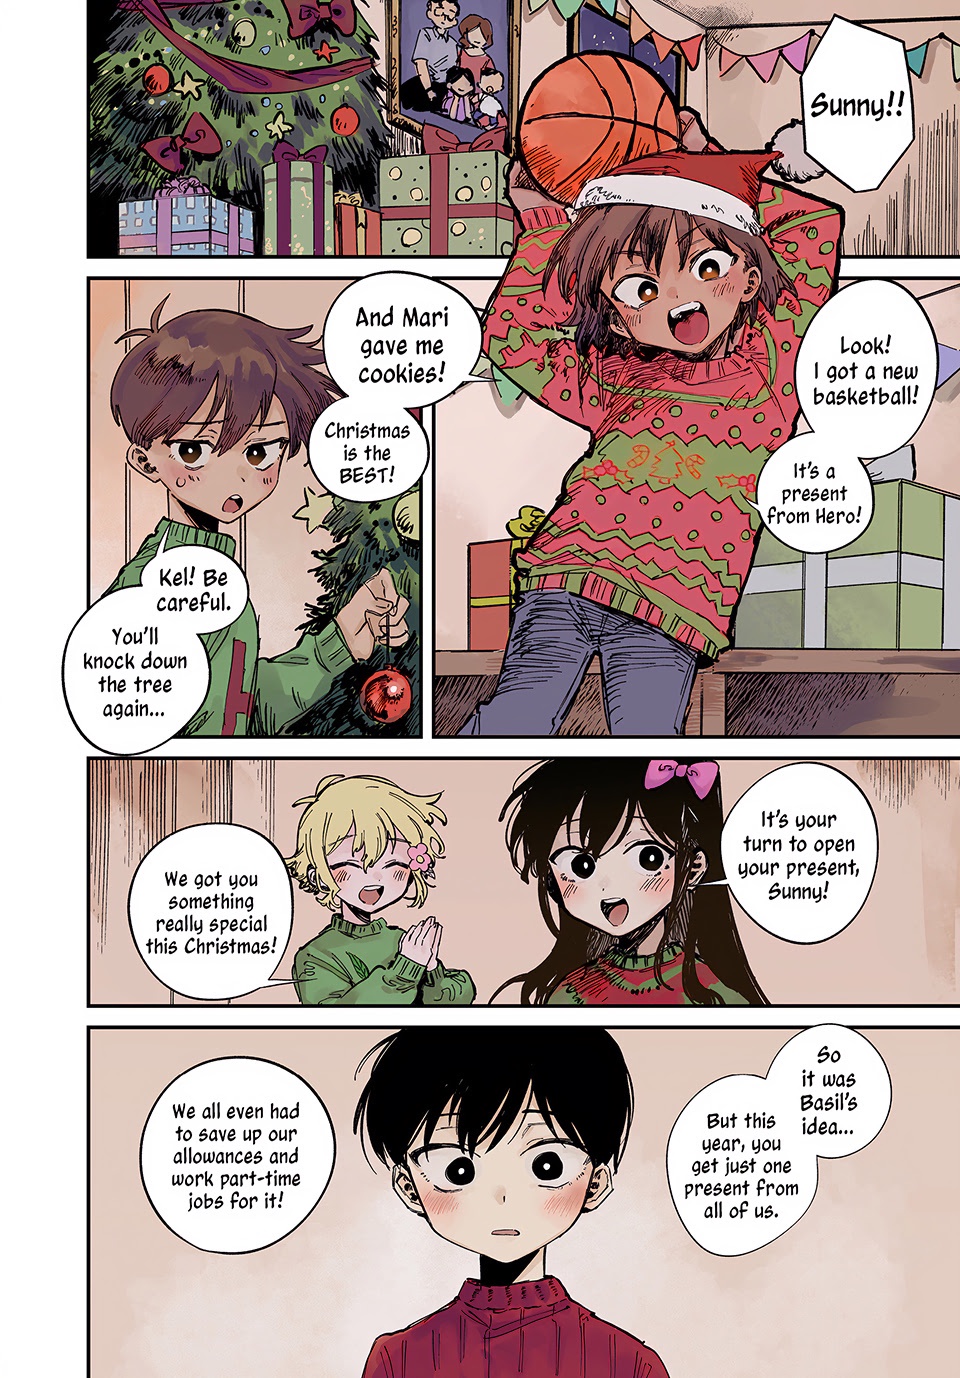 Sunny!!
Look!
I got a new
basketball!
It's a
present
from Hero!
And Mari
gave me
cookies!
Christmas
is the
BEST!
Kel! Be
careful.
You'll
knock down
the tree
again...
It's your
turn to open
your present,
Sunny!
We got you
something
really special
this Christmas!
So
it was
Basil's
idea...
But this
year, you
get just one
present from
all of us.
We all even had
to save up our
allowances and
work part-time
jobs for it!